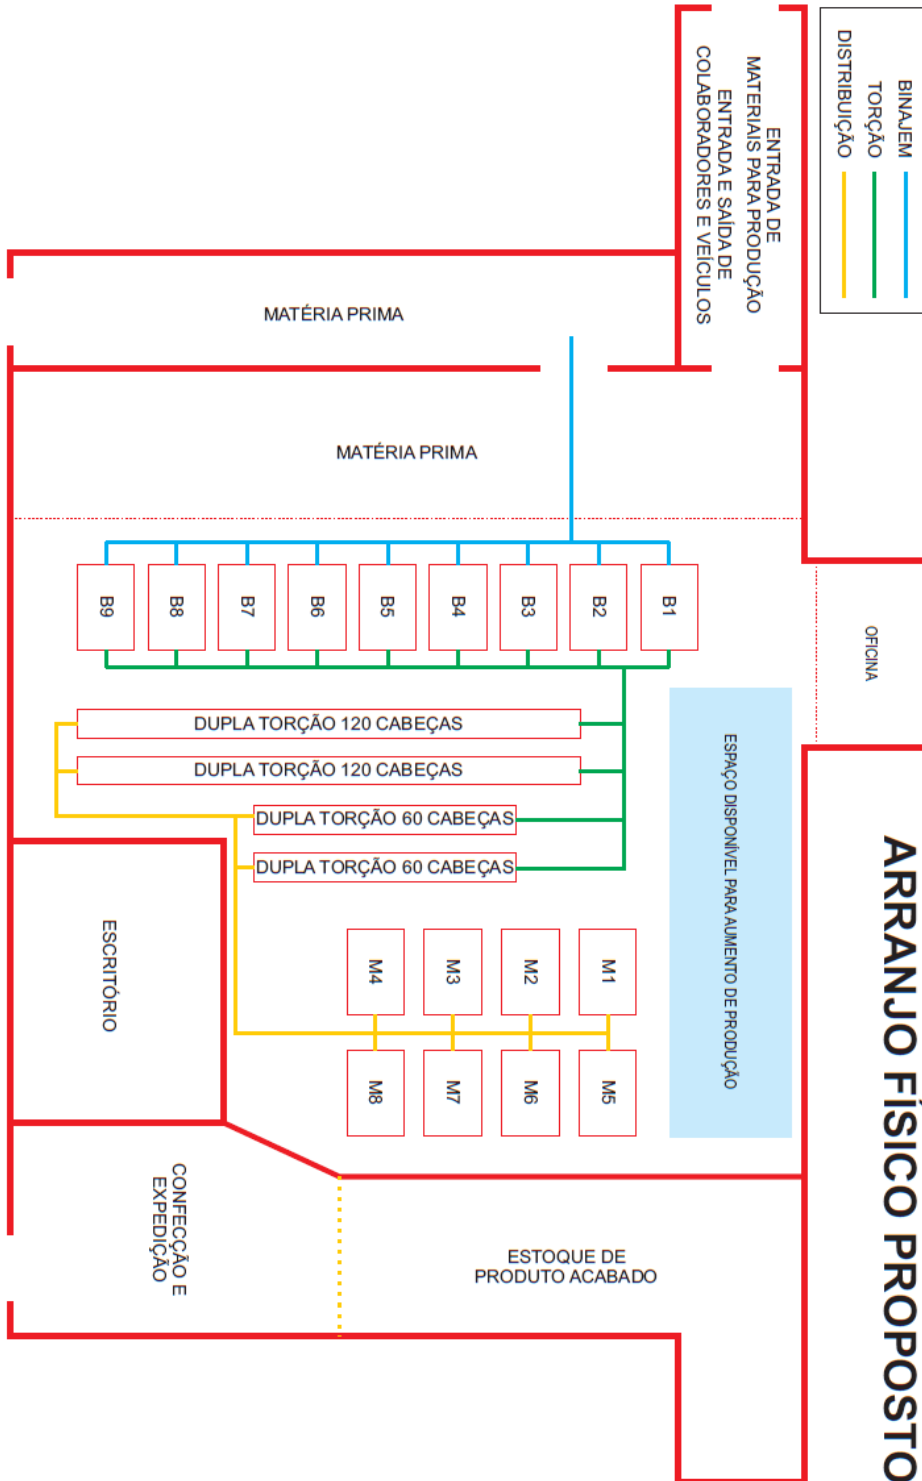 ARRANJO FÍSICO PROPOSTO
BINAJEM
TORÇÃO
DISTRIBUIÇÃO
ENTRADA DE
MATERIAIS PARA PRODUÇÃO
ENTRADA E SAÍDA DE
COLABORADORES E VEÍCULOS
MATÉRIA PRIMA
MATÉRIA PRIMA
OFICINA
B9
B8
B7
B6
B5
B4
B3
B2
B1
DUPLA TORÇÃO 120 CABEÇAS
DUPLA TORÇÃO 120 CABEÇAS
DUPLA TORÇÃO 60 CABEÇAS
DUPLA TORÇÃO 60 CABEÇAS
ESPAÇO DISPONÍVEL PARA AUMENTO DE PRODUÇÃO
ESCRITÓRIO
M4
M3
M2
M1
M8
M7
M6
M5
CONFECÇÃO E
EXPEDIÇÃO
ESTOQUE DE
PRODUTO ACABADO